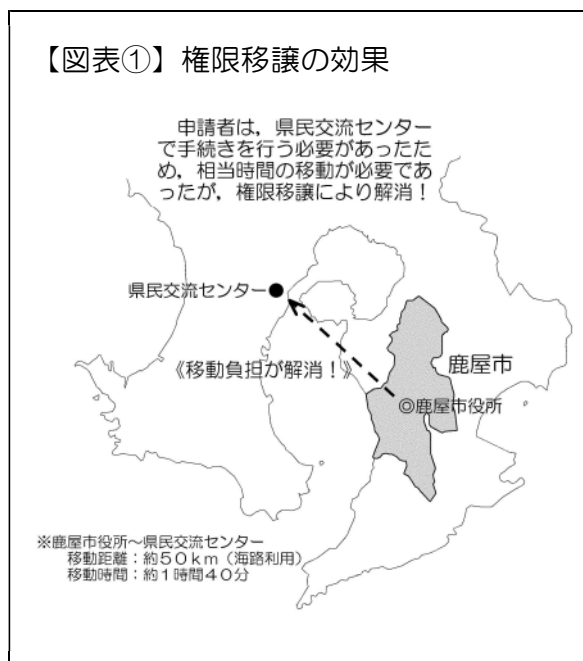 【図表①】権限移譲の効果
申請者は，県民交流センター
で手続きを行う必要があったた
め，相当時間の移動が必要であ
ったが，権限移譲により解消！
県民交流センター
《移動負担が解消！》
鹿屋市
◎鹿屋市役所
※鹿屋市役所～県民交流センター
移動距離：約５０ｋｍ（海路利用）
移動時間：約１時間４０分